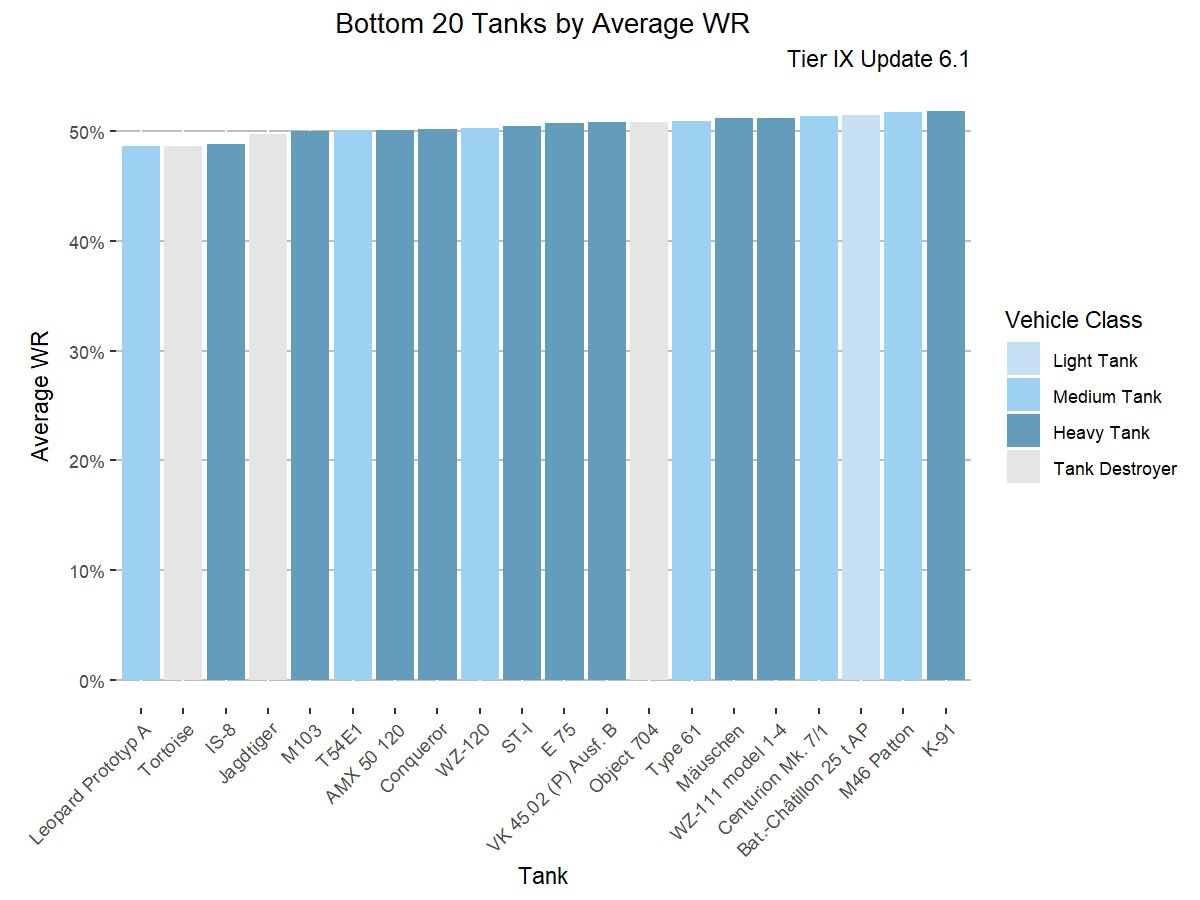 Bottom 20 Tanks by Average WR
Tier IX Update 6.1
Average WR
50%
40%
30%
20%
10%
0%
Leopard Prototyp A
Tortoise
IS-8
Jagdtiger
M103
T54E1
AMX 50 120
Conqueror
WZ-120
ST-I
E 75
VK 45.02 (P) Ausf. B
Object 704
Type 61
Mäuschen
WZ-111 model 1-4
Centurion Mk. 7/1
Bat.-Châtillon 25 t AP
M46 Patton
K-91
Tank
Vehicle Class
Light Tank
Medium Tank
Heavy Tank
Tank Destroyer